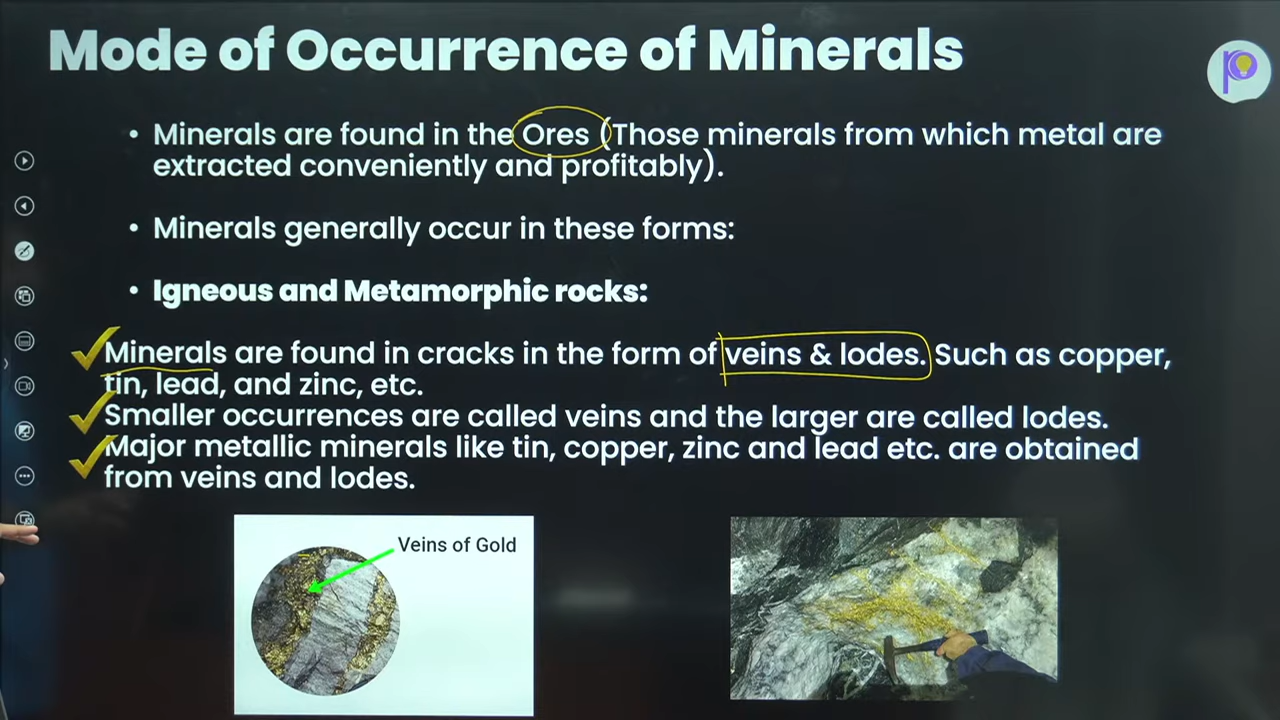 Mode of Occurrence of Minerals
• Minerals are found in the Ores (Those minerals from which metal are
extracted conveniently and profitably).
• Minerals generally occur in these forms:
• Igneous and Metamorphic rocks:
Minerals are found in cracks in the form of veins & lodes. Such as copper,
tin, lead, and zinc, etc.
Smaller occurrences are called veins and the larger are called lodes.
Major metallic minerals like tin, copper, zinc and lead etc. are obtained
from veins and lodes.
Veins of Gold